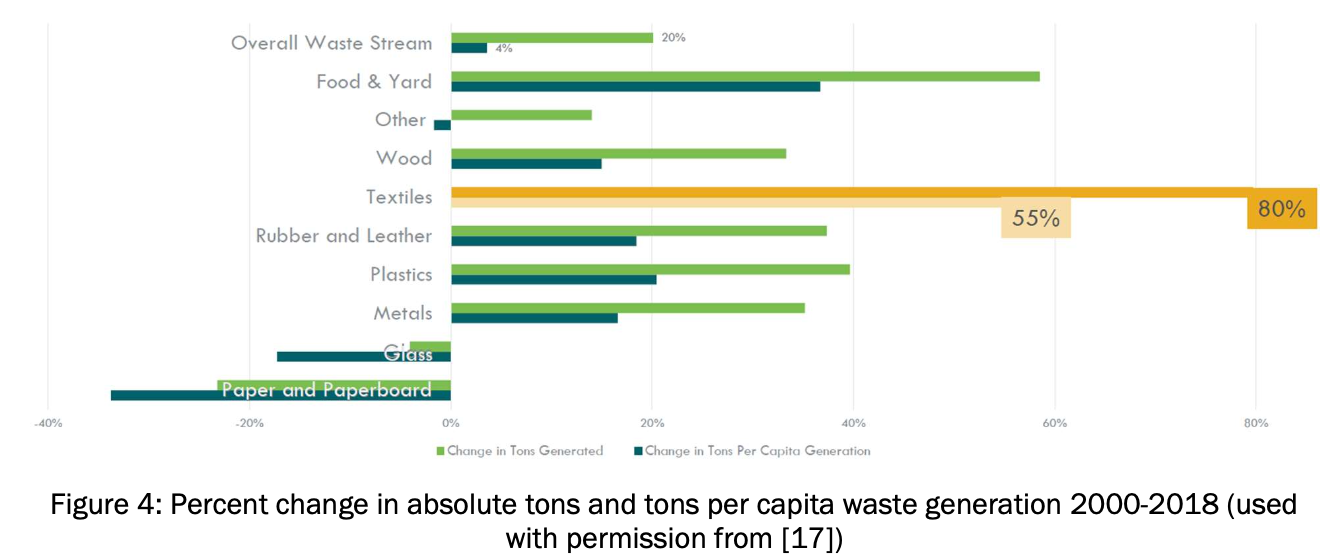 Overall Waste Stream
20%
4%
Food & Yard
Other
Wood
Textiles
80%
55%
Rubber and Leather
Plastics
Metals
Glass
Paper and Paperboard
-40% -20% 0% 20% 40% 60% 80%
Change in Tons Generated Change in Tons Per Capita Generation
Figure 4: Percent change in absolute tons and tons per capita waste generation 2000-2018 (used
with permission from [17])